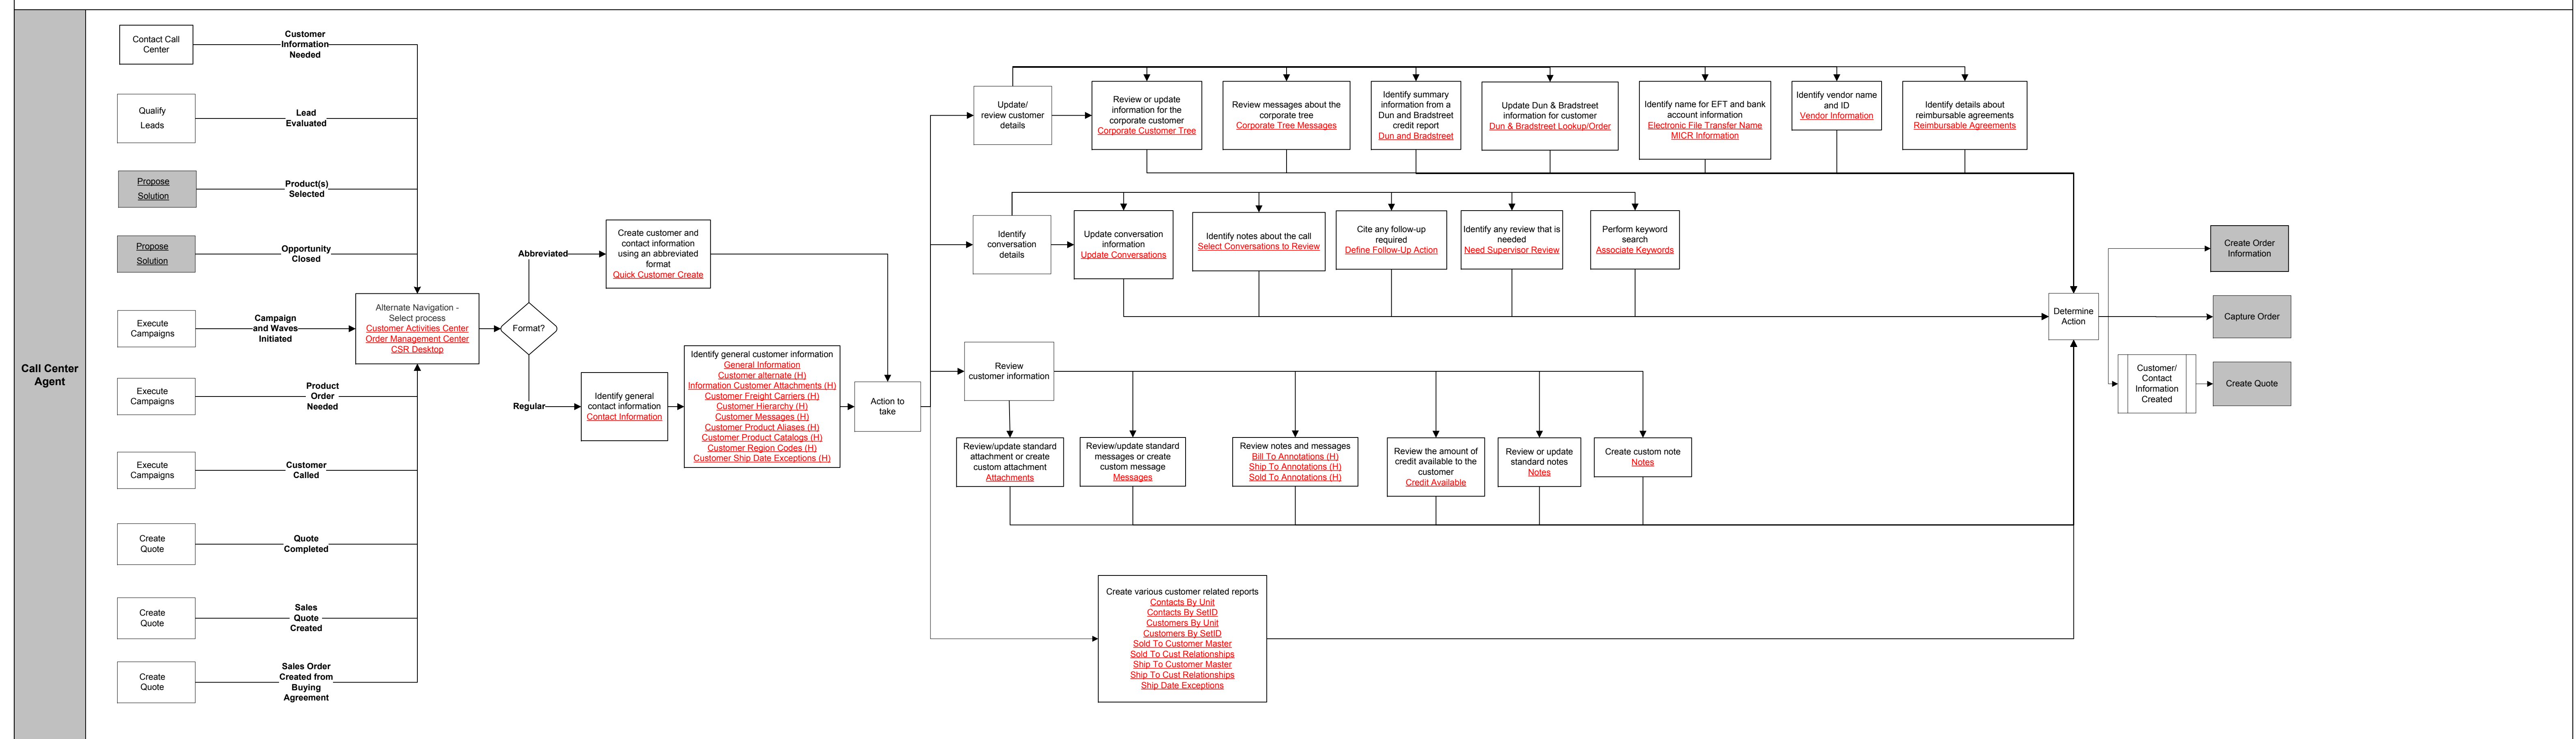 Call Center
Agent
Contact Call
Center
Customer
Information
Needed
Qualify
Leads
Lead
Evaluated
Propose
Solution
Product(s)
Selected
Propose
Solution
Opportunity
Closed
Execute
Campaigns
Campaign
and Waves
Initiated
Execute
Campaigns
Product
Order
Needed
Execute
Campaigns
Customer
Called
Create
Quote
Quote
Completed
Create
Quote
Sales
Quote
Created
Create
Quote
Sales Order
Created from
Buying
Agreement
Alternate Navigation -
Select process
Customer Activities Center
Order Management Center
CSR Desktop
Format?
Abbreviated
Regular
Create customer and
contact information
using an abbreviated
format
Quick Customer Create
Identify general
contact information
Contact Information
Identify general customer information
General Information
Customer alternate (H)
Information Customer Attachments (H)
Customer Freight Carriers (H)
Customer Hierarchy (H)
Customer Messages (H)
Customer Product Aliases (H)
Customer Product Catalogs (H)
Customer Region Codes (H)
Customer Ship Date Exceptions (H)
Action to
take
Update/
review customer
details
Review or update
information for the
corporate customer
Corporate Customer Tree
Review messages about the
corporate tree
Corporate Tree Messages
Identify summary
information from a
Dun and Bradstreet
credit report
Dun and Bradstreet
Update Dun & Bradstreet
information for customer
Dun & Bradstreet Lookup/Order
Identify name for EFT and bank
account information
Electronic File Transfer Name
MICR Information
Identify vendor name
and ID
Vendor Information
Identify details about
reimbursable agreements
Reimbursable Agreements
Identify
conversation
details
Update conversation
information
Update Conversations
Identify notes about the call
Select Conversations to Review
Cite any follow-up
required
Define Follow-Up Action
Identify any review that is
needed
Need Supervisor Review
Perform keyword
search
Associate Keywords
Review
customer information
Review/update standard
attachment or create
custom attachment
Attachments
Review/update standard
messages or create
custom message
Messages
Review notes and messages
Bill To Annotations (H)
Ship To Annotations (H)
Sold To Annotations (H)
Review the amount of
credit available to the
customer
Credit Available
Review or update
standard notes
Notes
Create custom note
Notes
Create various customer related reports
Contacts By Unit
Contacts By SetID
Customers By Unit
Customers By SetID
Sold To Customer Master
Sold To Cust Relationships
Ship To Customer Master
Ship To Cust Relationships
Ship Date Exceptions
Determine
Action
Create Order
Information
Capture Order
Customer/
Contact
Information
Created
Create Quote